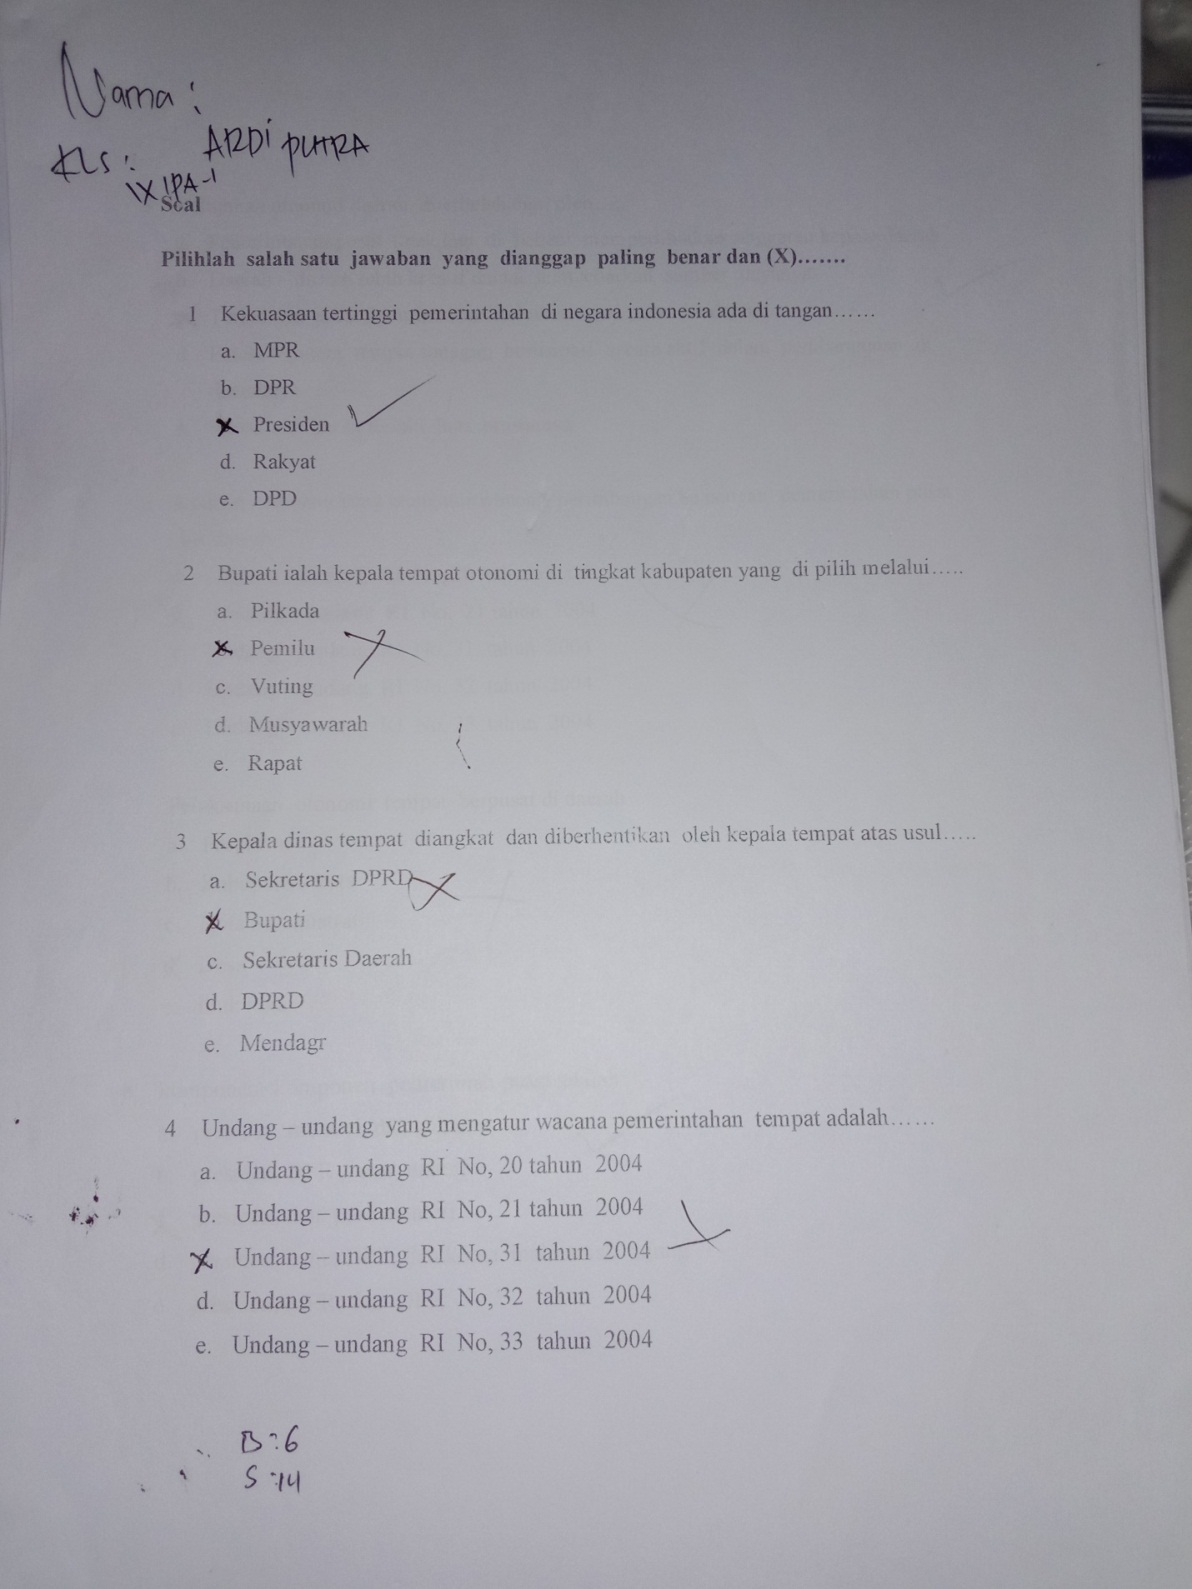 Nama :
ARDI PUTRA
KLS :
IX IPA-1
Soal
Pilihlah salah satu jawaban yang dianggap paling benar dan (X).......
1 Kekuasaan tertinggi pemerintahan di negara indonesia ada di tangan......
a. MPR
b. DPR
X Presiden
d. Rakyat
e. DPD
2 Bupati ialah kepala tempat otonomi di tingkat kabupaten yang di pilih melalui.....
a. Pilkada
X Pemilu
c. Vuting
d. Musyawarah
e. Rapat
3 Kepala dinas tempat diangkat dan diberhentikan oleh kepala tempat atas usul.....
a. Sekretaris DPRD
X Bupati
c. Sekretaris Daerah
d. DPRD
e. Mendagr
4 Undang – undang yang mengatur wacana pemerintahan tempat adalah......
a. Undang – undang RI No, 20 tahun 2004
b. Undang – undang RI No, 21 tahun 2004
X Undang – undang RI No, 31 tahun 2004
d. Undang – undang RI No, 32 tahun 2004
e. Undang – undang RI No, 33 tahun 2004
B : 6
S : 14